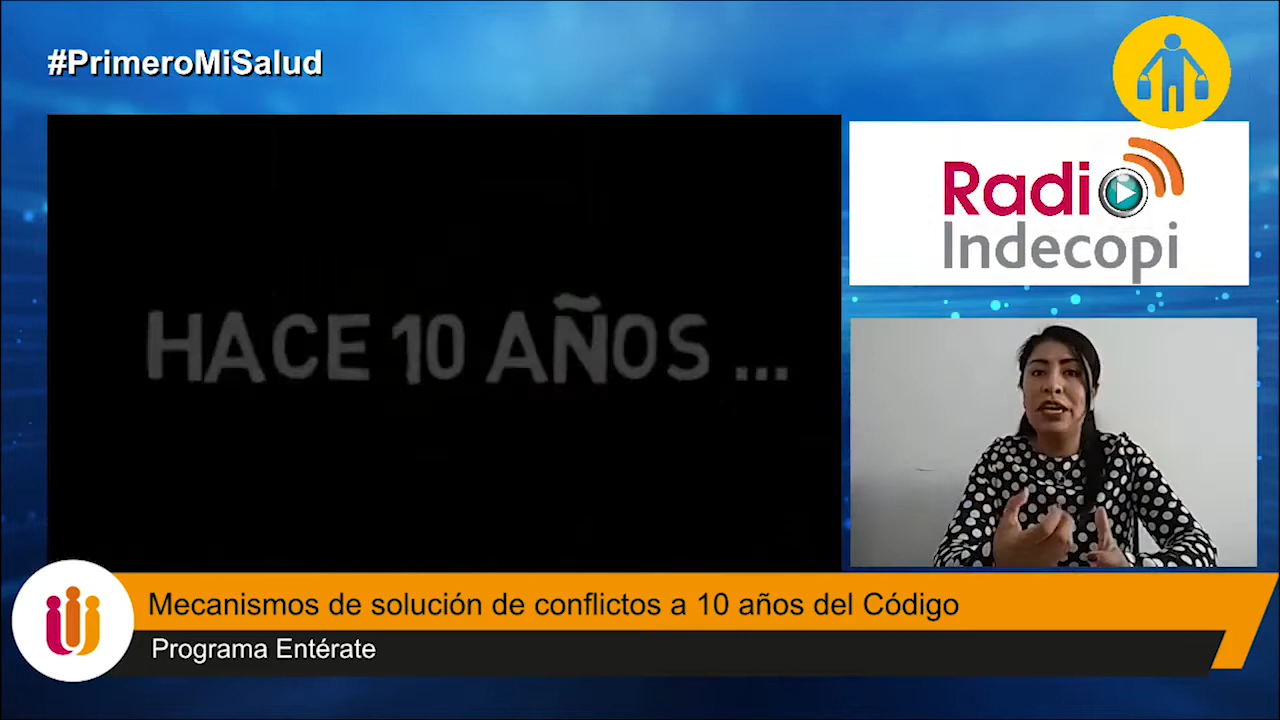 #PrimeroMiSalud
Radio
Indecopi
HACE 10 AÑOS ...
Mecanismos de solución de conflictos a 10 años del Código
Programa Entérate